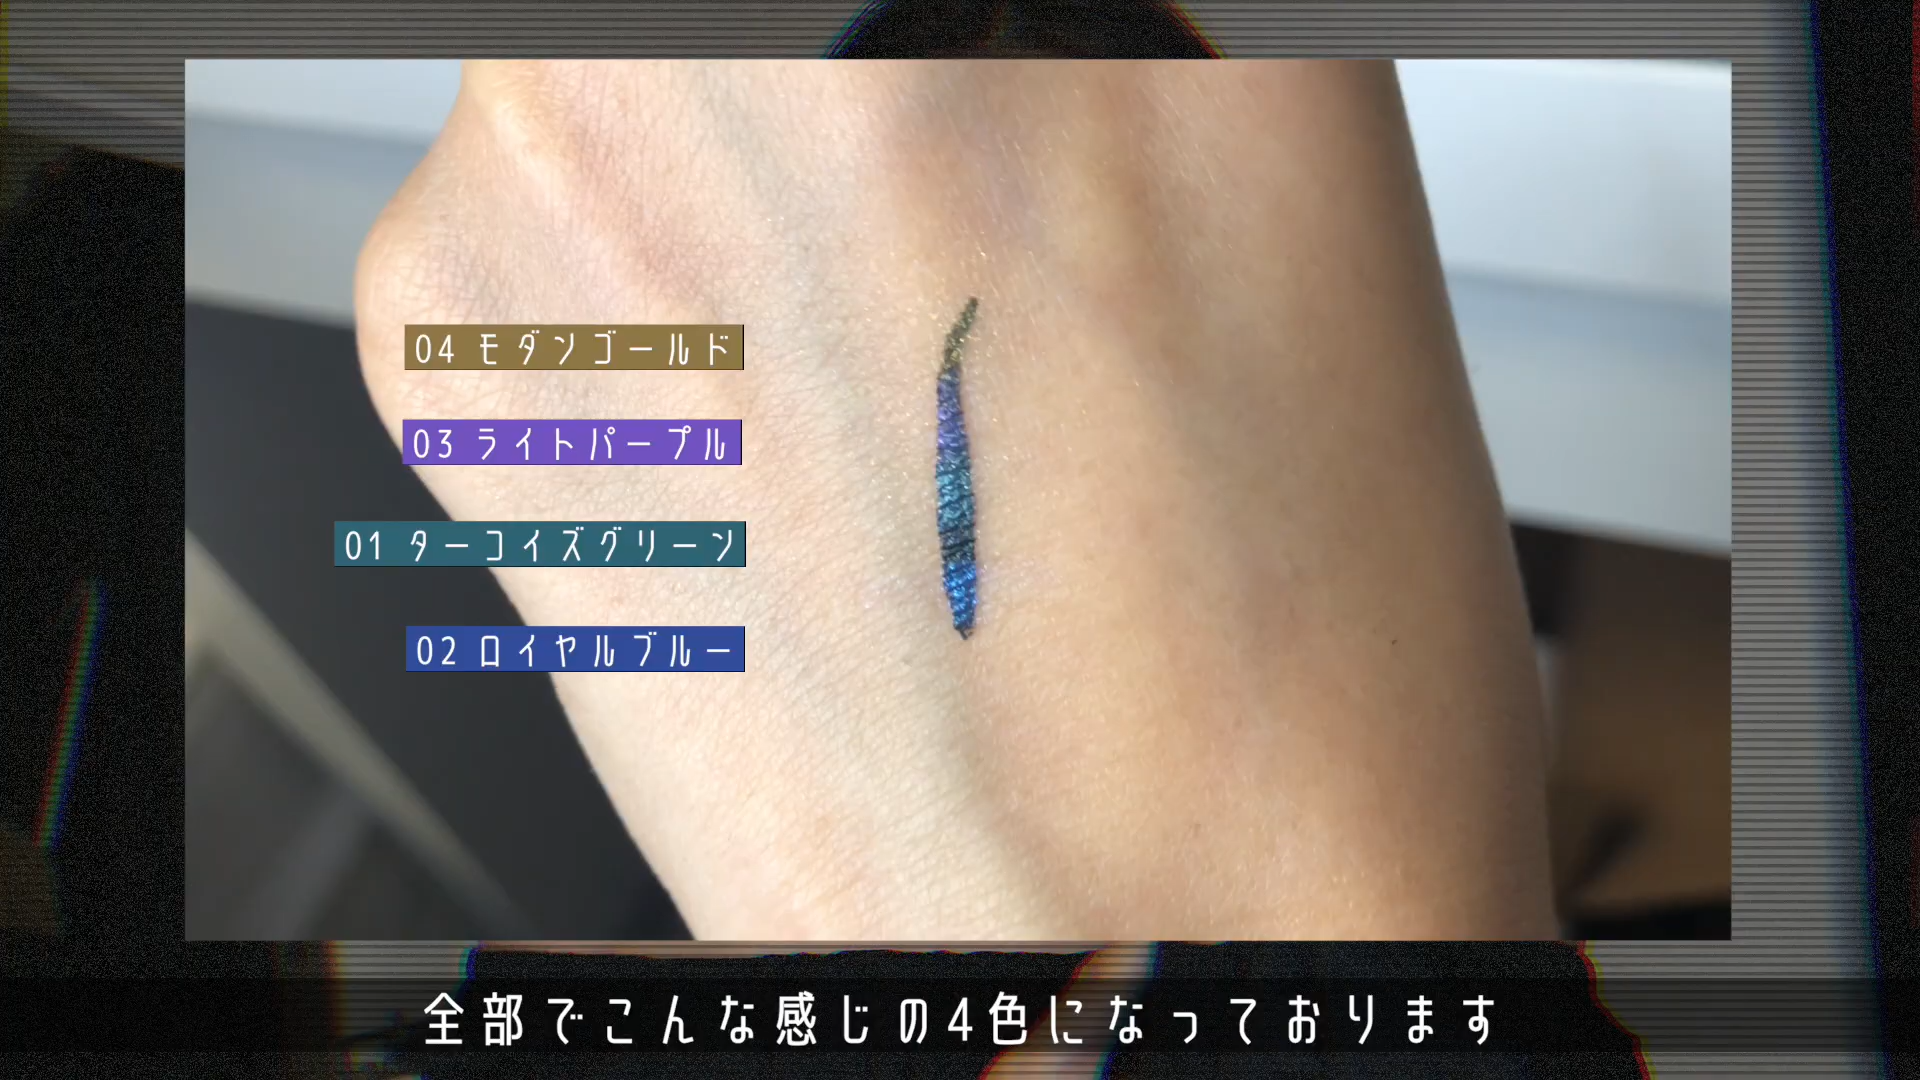 04 モダンゴールド
03 ライトパープル
01 ターコイズグリーン
02 ロイヤルブルー
全部でこんな感じの4色になっております